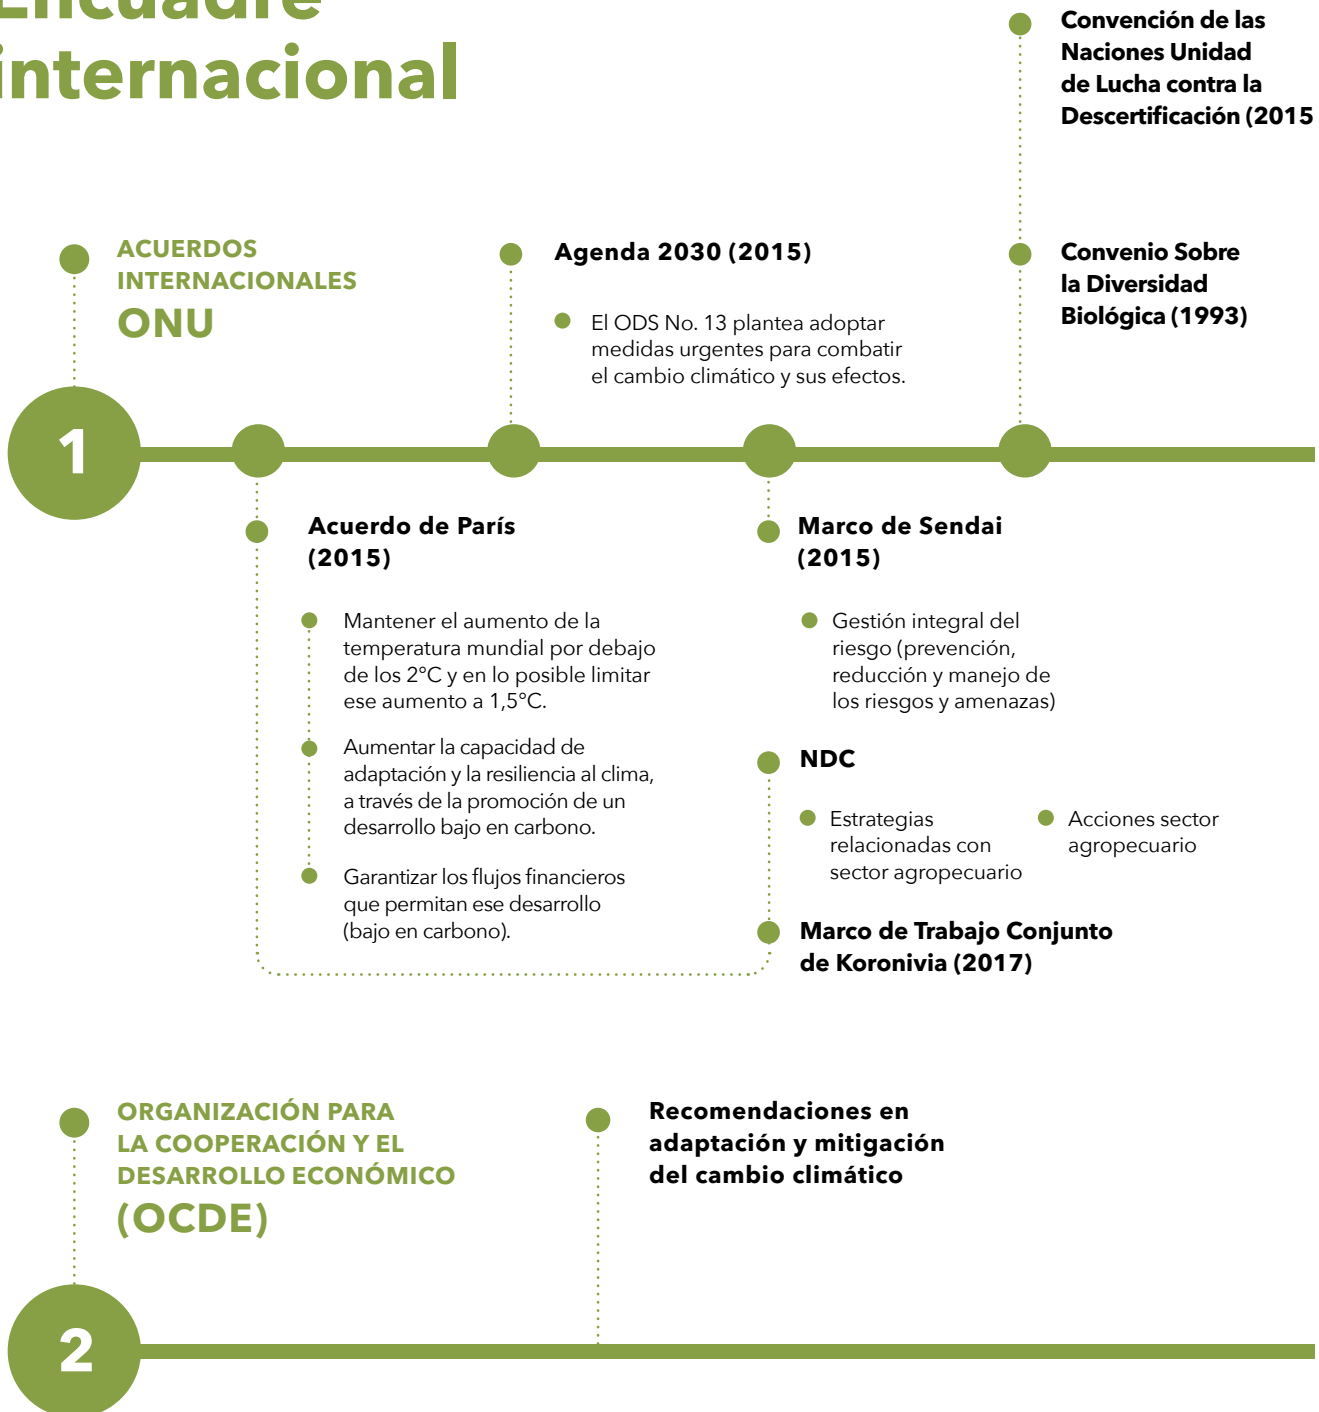 Encuadre
internacional
Convención de las
Naciones Unidad
de Lucha contra la
Descertificación (2015
ACUERDOS
INTERNACIONALES
ONU
Agenda 2030 (2015)
El ODS No. 13 plantea adoptar
medidas urgentes para combatir
el cambio climático y sus efectos.
Convenio Sobre
la Diversidad
Biológica (1993)
1
Acuerdo de París
(2015)
Mantener el aumento de la
temperatura mundial por debajo
de los 2°C y en lo posible limitar
ese aumento a 1,5°C.
Aumentar la capacidad de
adaptación y la resiliencia al clima,
a través de la promoción de un
desarrollo bajo en carbono.
Garantizar los flujos financieros
que permitan ese desarrollo
(bajo en carbono).
Marco de Sendai
(2015)
Gestión integral del
riesgo (prevención,
reducción y manejo de
los riesgos y amenazas)
NDC
Estrategias
relacionadas con
sector agropecuario
Acciones sector
agropecuario
Marco de Trabajo Conjunto
de Koronivia (2017)
ORGANIZACIÓN PARA
LA COOPERACIÓN Y EL
DESARROLLO ECONÓMICO
(OCDE)
Recomendaciones en
adaptación y mitigación
del cambio climático
2